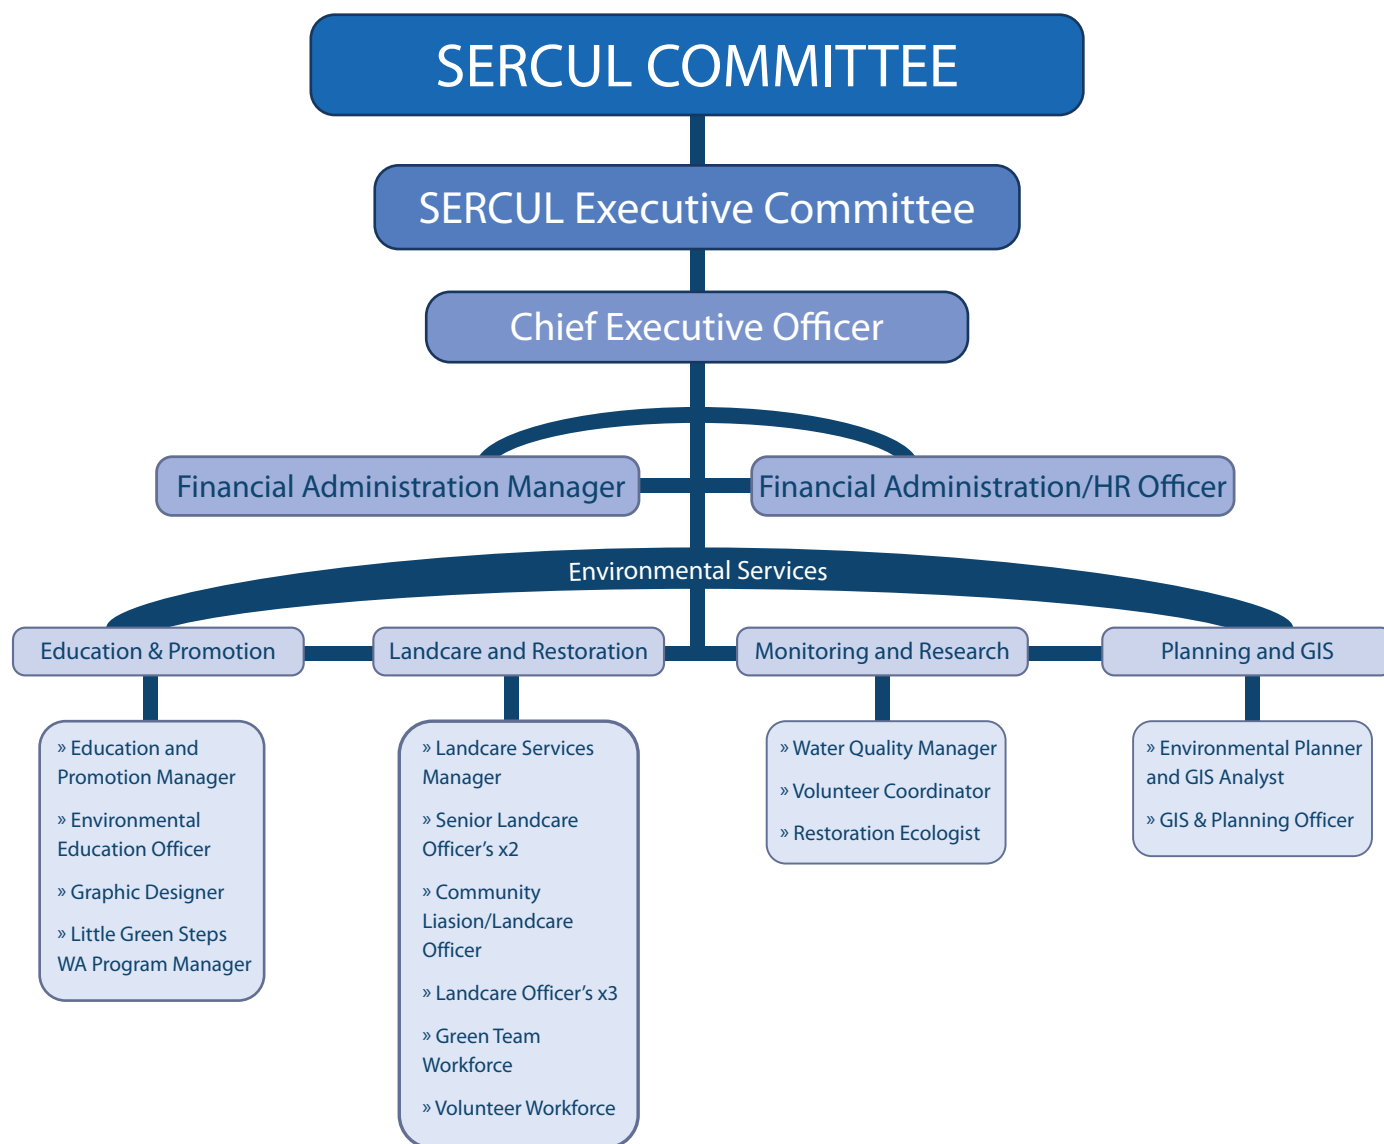 SERCUL COMMITTEE
SERCUL Executive Committee
Chief Executive Officer
Financial Administration Manager
Financial Administration/HR Officer
Environmental Services
Education & Promotion
Landcare and Restoration
Monitoring and Research
Planning and GIS
» Education and
Promotion Manager
» Environmental
Education Officer
» Graphic Designer
» Little Green Steps
WA Program Manager
» Landcare Services
Manager
» Senior Landcare
Officer’s x2
» Community
Liasion/Landcare
Officer
» Landcare Officer’s x3
» Green Team
Workforce
» Volunteer Workforce
» Water Quality Manager
» Volunteer Coordinator
» Restoration Ecologist
» Environmental Planner
and GIS Analyst
» GIS & Planning Officer